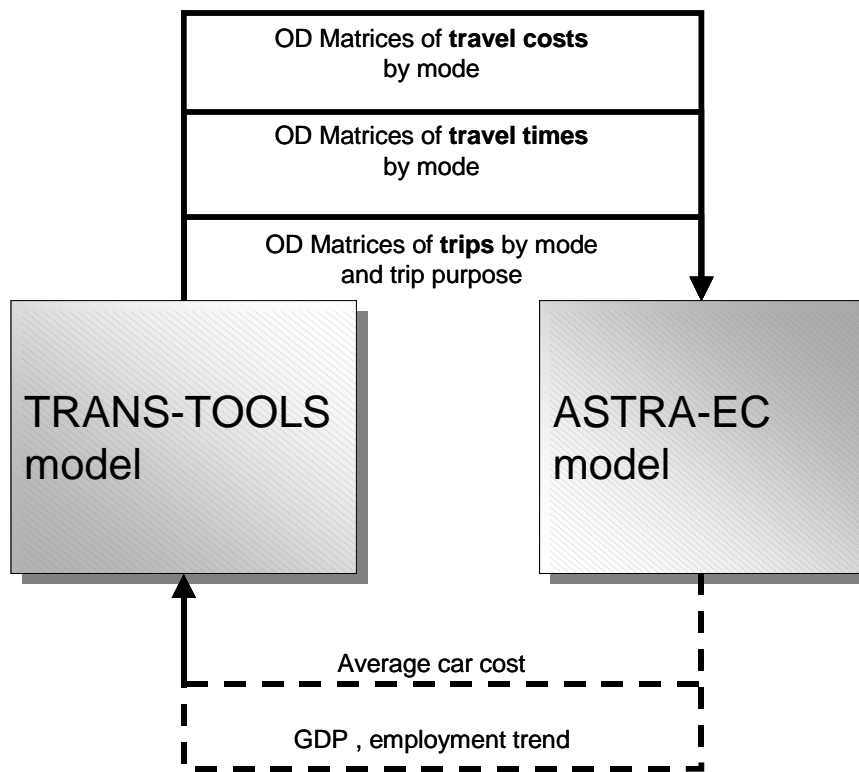 OD Matrices of travel costs
by mode
OD Matrices of travel times
by mode
OD Matrices of trips by mode
and trip purpose
TRANS-TOOLS
model
ASTRA-EC
model
Average car cost
GDP , employment trend